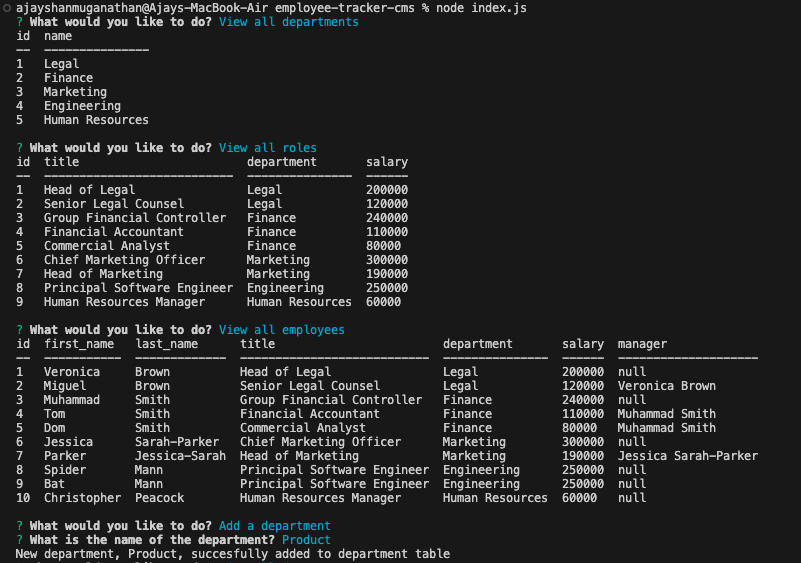 ajayshanmuganathan@Ajays-MacBook-Air employee-tracker-cms % node index.js
? What would you like to do? View all departments
id  name
──  ───────────────
1   Legal
2   Finance
3   Marketing
4   Engineering
5   Human Resources
? What would you like to do? View all roles
id  title                        department       salary
──  ───────────────────────────  ───────────────  ──────
1   Head of Legal                Legal            200000
2   Senior Legal Counsel         Legal            120000
3   Group Financial Controller   Finance          240000
4   Financial Accountant         Finance          110000
5   Commercial Analyst           Finance          80000
6   Chief Marketing Officer      Marketing        300000
7   Head of Marketing            Marketing        190000
8   Principal Software Engineer  Engineering      250000
9   Human Resources Manager      Human Resources  60000
? What would you like to do? View all employees
id  first_name   last_name      title                        department       salary  manager
──  ───────────  ─────────────  ───────────────────────────  ───────────────  ──────  ────────────────────
1   Veronica     Brown          Head of Legal                Legal            200000  null
2   Miguel       Brown          Senior Legal Counsel         Legal            120000  Veronica Brown
3   Muhammad     Smith          Group Financial Controller   Finance          240000  null
4   Tom          Smith          Financial Accountant         Finance          110000  Muhammad Smith
5   Dom          Smith          Commercial Analyst           Finance          80000   Muhammad Smith
6   Jessica      Sarah-Parker   Chief Marketing Officer      Marketing        300000  null
7   Parker       Jessica-Sarah  Head of Marketing            Marketing        190000  Jessica Sarah-Parker
8   Spider       Mann           Principal Software Engineer  Engineering      250000  null
9   Bat          Mann           Principal Software Engineer  Engineering      250000  null
10  Christopher  Peacock        Human Resources Manager      Human Resources  60000   null
? What would you like to do? Add a department
? What is the name of the department? Product
New department, Product, succesfully added to department table